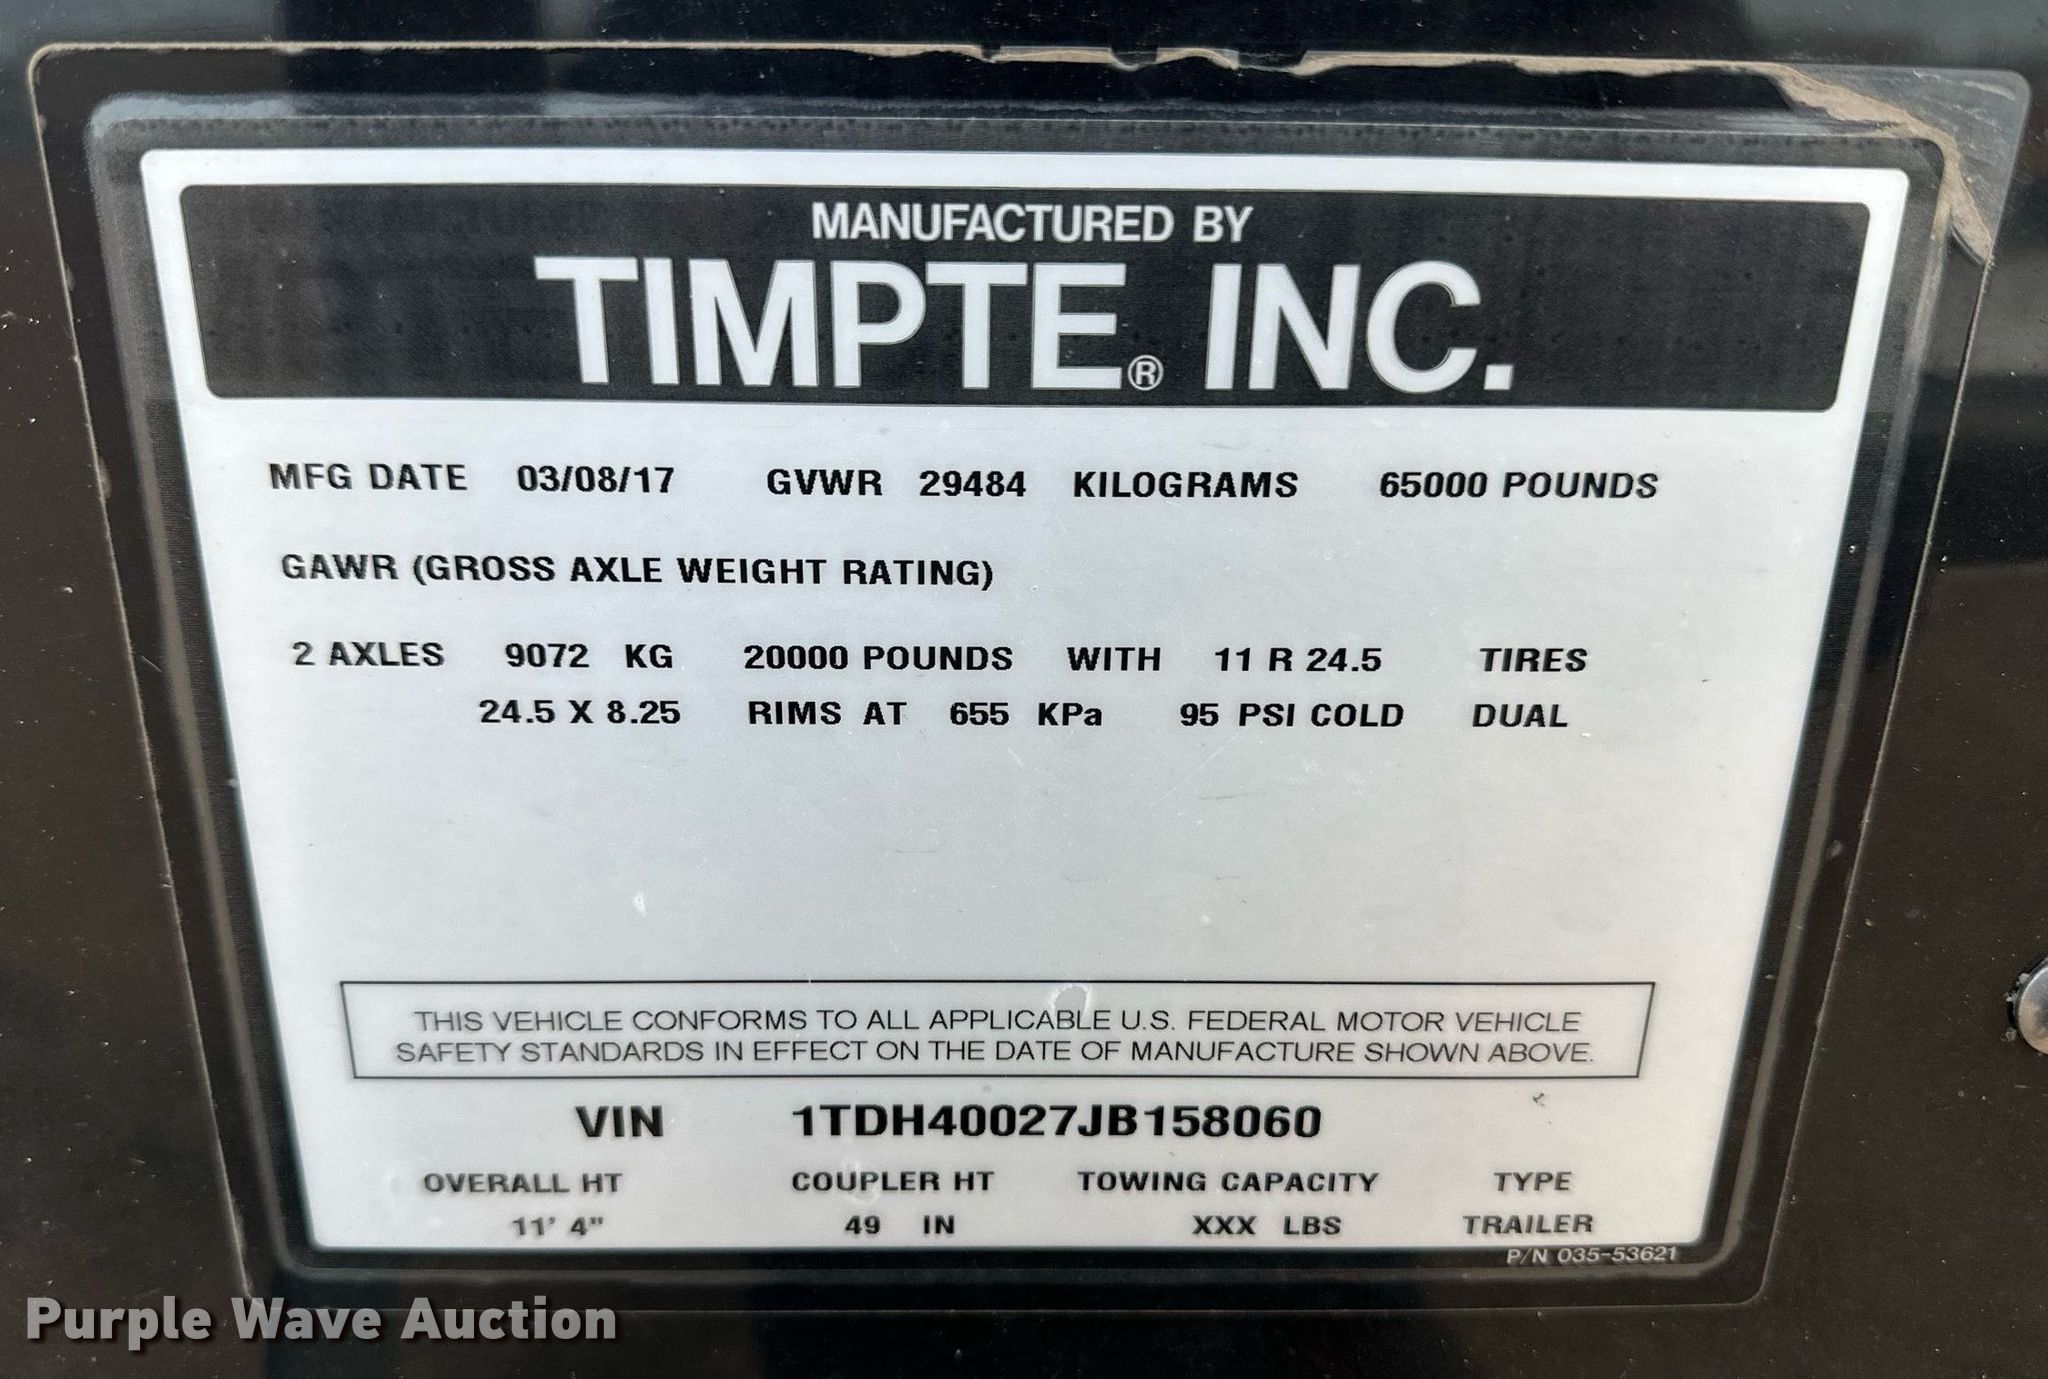 MANUFACTURED BY
TIMPTE® INC.
MFG DATE 03/08/17 GVWR 29484 KILOGRAMS 65000 POUNDS
GAWR (GROSS AXLE WEIGHT RATING)
2 AXLES 9072 KG 20000 POUNDS WITH 11 R 24.5 TIRES
24.5 X 8.25 RIMS AT 655 KPa 95 PSI COLD DUAL
THIS VEHICLE CONFORMS TO ALL APPLICABLE U.S. FEDERAL MOTOR VEHICLE
SAFETY STANDARDS IN EFFECT ON THE DATE OF MANUFACTURE SHOWN ABOVE.
VIN 1TDH40027JB158060
OVERALL HT COUPLER HT TOWING CAPACITY TYPE
11' 4" 49 IN XXX LBS TRAILER
P/N 035-53621
Purple Wave Auction